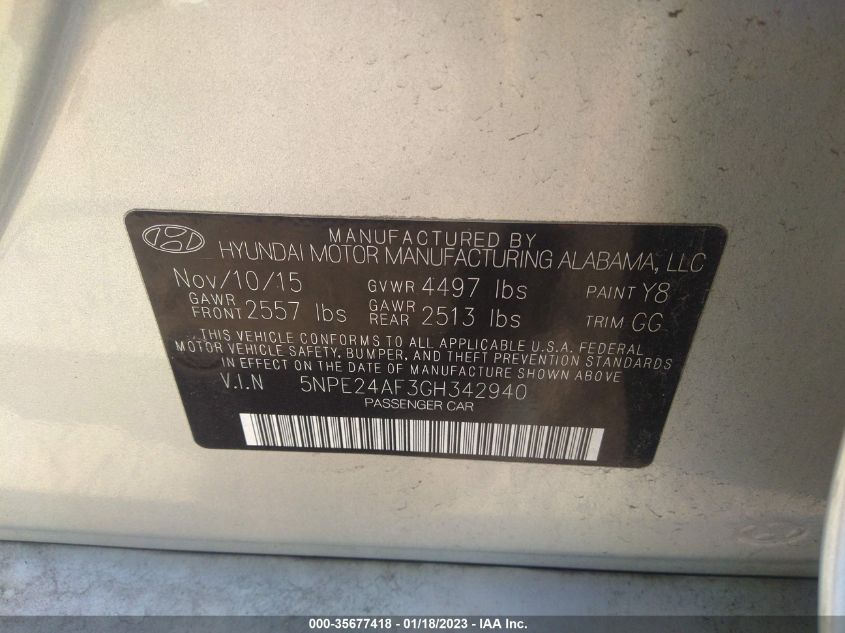 MANUFACTURED BY
HYUNDAI MOTOR MANUFACTURING ALABAMA, LLC
Nov/10/15 GVWR 4497 lbs PAINT Y8
GAWR FRONT 2557 lbs GAWR REAR 2513 lbs TRIM GG
THIS VEHICLE CONFORMS TO ALL APPLICABLE U.S.A. FEDERAL
MOTOR VEHICLE SAFETY, BUMPER, AND THEFT PREVENTION STANDARDS
IN EFFECT ON THE DATE OF MANUFACTURE SHOWN ABOVE
V.I.N 5NPE24AF3GH342940
PASSENGER CAR
000-35677418 - 01/18/2023 - IAA Inc.